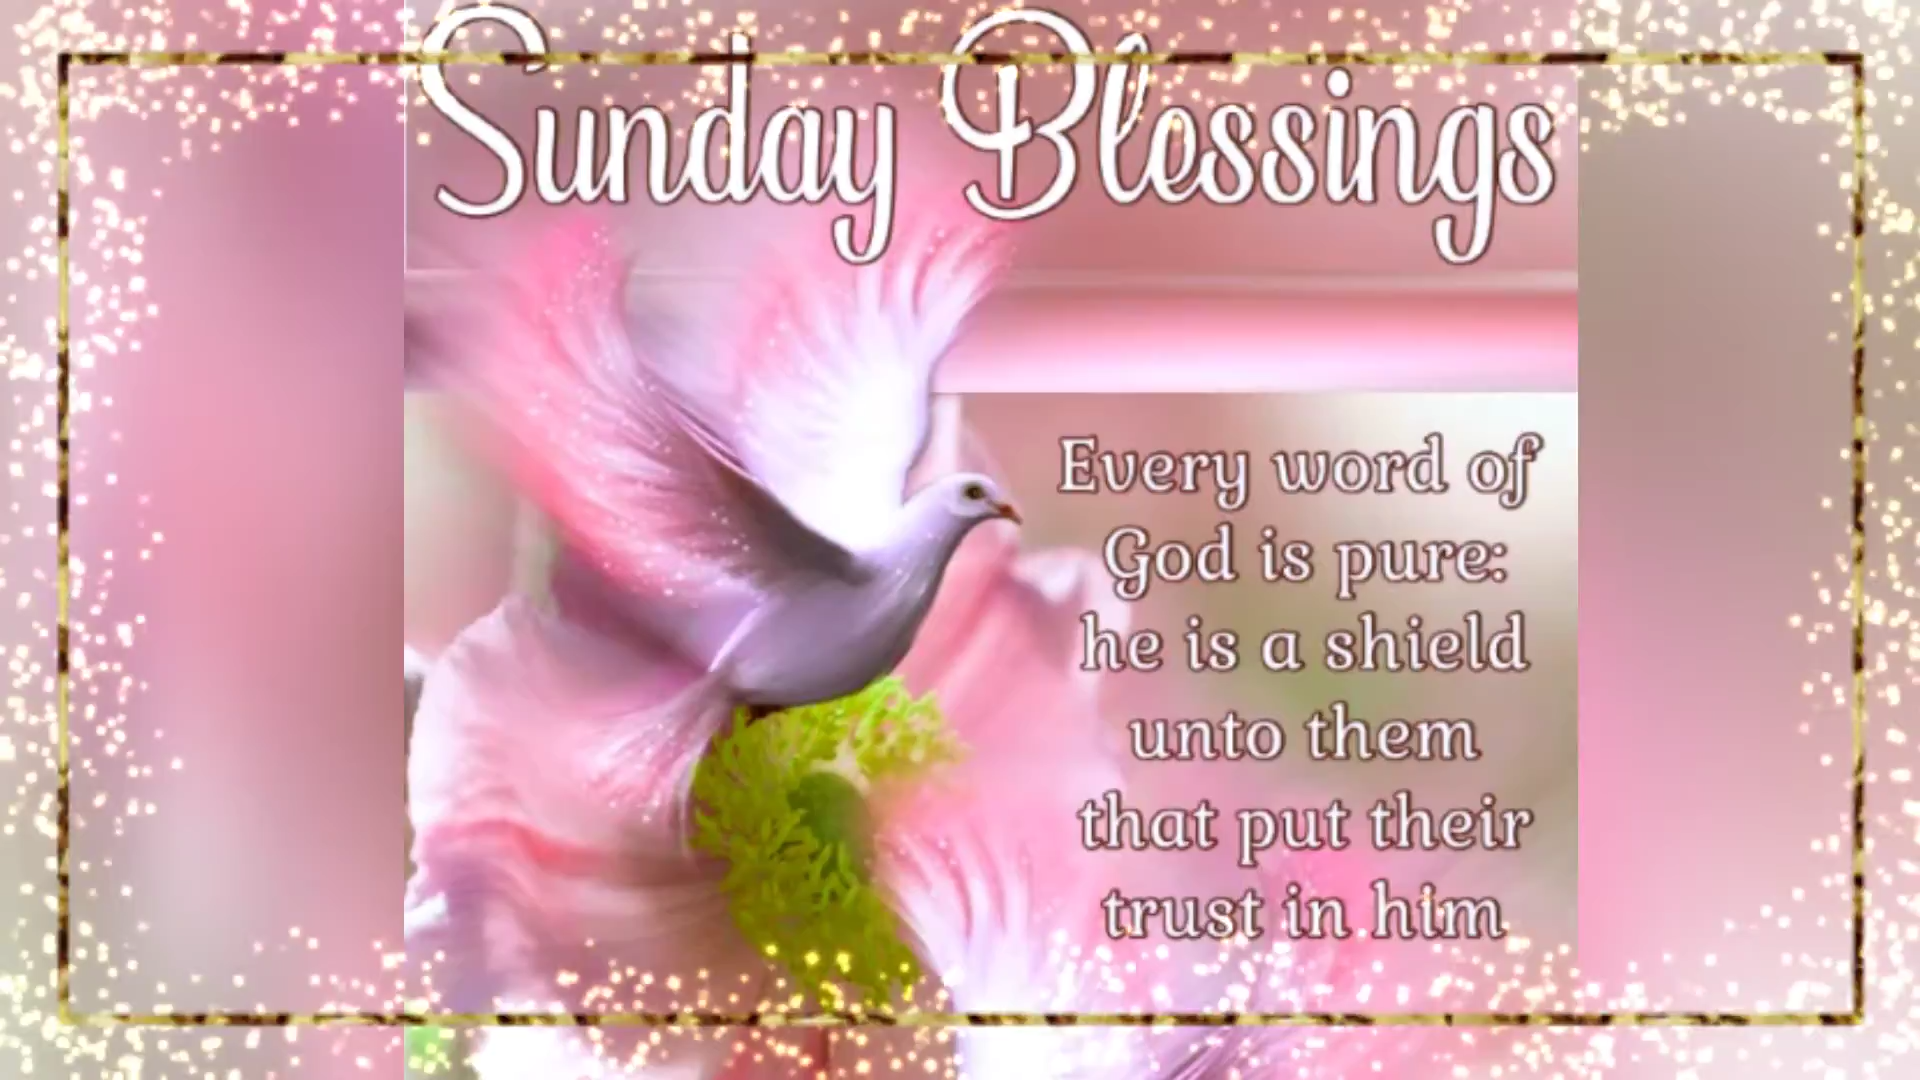 Sunday Blessings
Every word of
God is pure:
he is a shield
unto them
that put their
trust in him